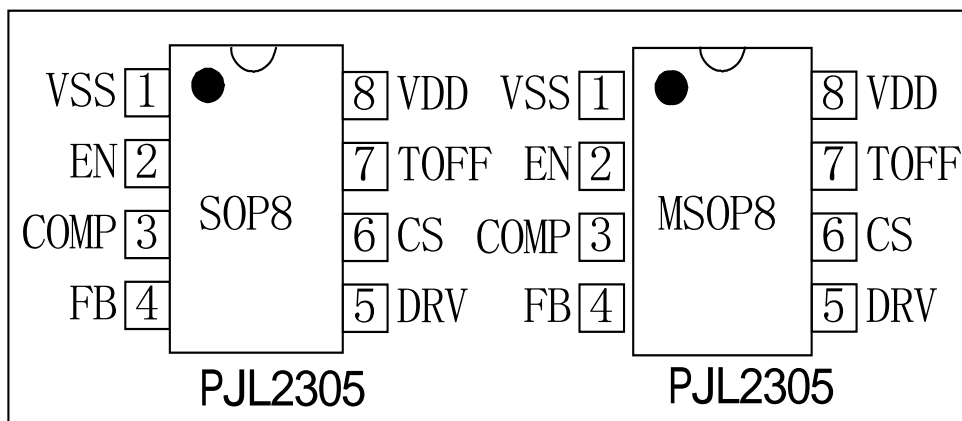 VSS 1 8 VDD
EN 2 7 TOFF
COMP 3 6 CS
FB 4 5 DRV
SOP8
PJL2305
VSS 1 8 VDD
EN 2 7 TOFF
COMP 3 6 CS
FB 4 5 DRV
MSOP8
PJL2305